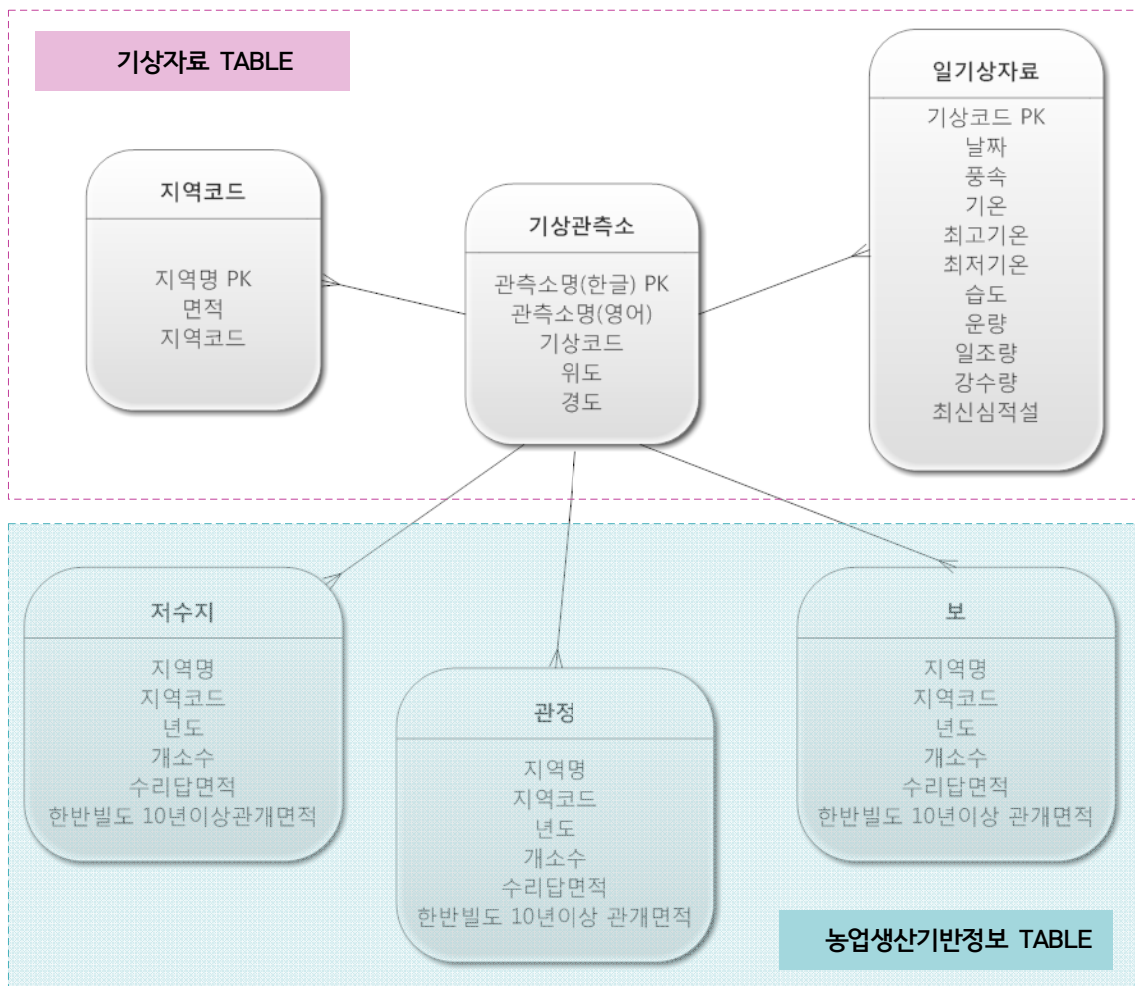 기상자료 TABLE
지역코드
지역명 PK
면적
지역코드
기상관측소
관측소명(한글) PK
관측소명(영어)
기상코드
위도
경도
일기상자료
기상코드 PK
날짜
풍속
기온
최고기온
최저기온
습도
운량
일조량
강수량
최신심적설
저수지
지역명
지역코드
년도
개소수
수리답면적
한반빌도 10년이상관개면적
관정
지역명
지역코드
년도
개소수
수리답면적
한반빌도 10년이상 관개면적
보
지역명
지역코드
년도
개소수
수리답면적
한반빌도 10년이상 관개면적
농업생산기반정보 TABLE